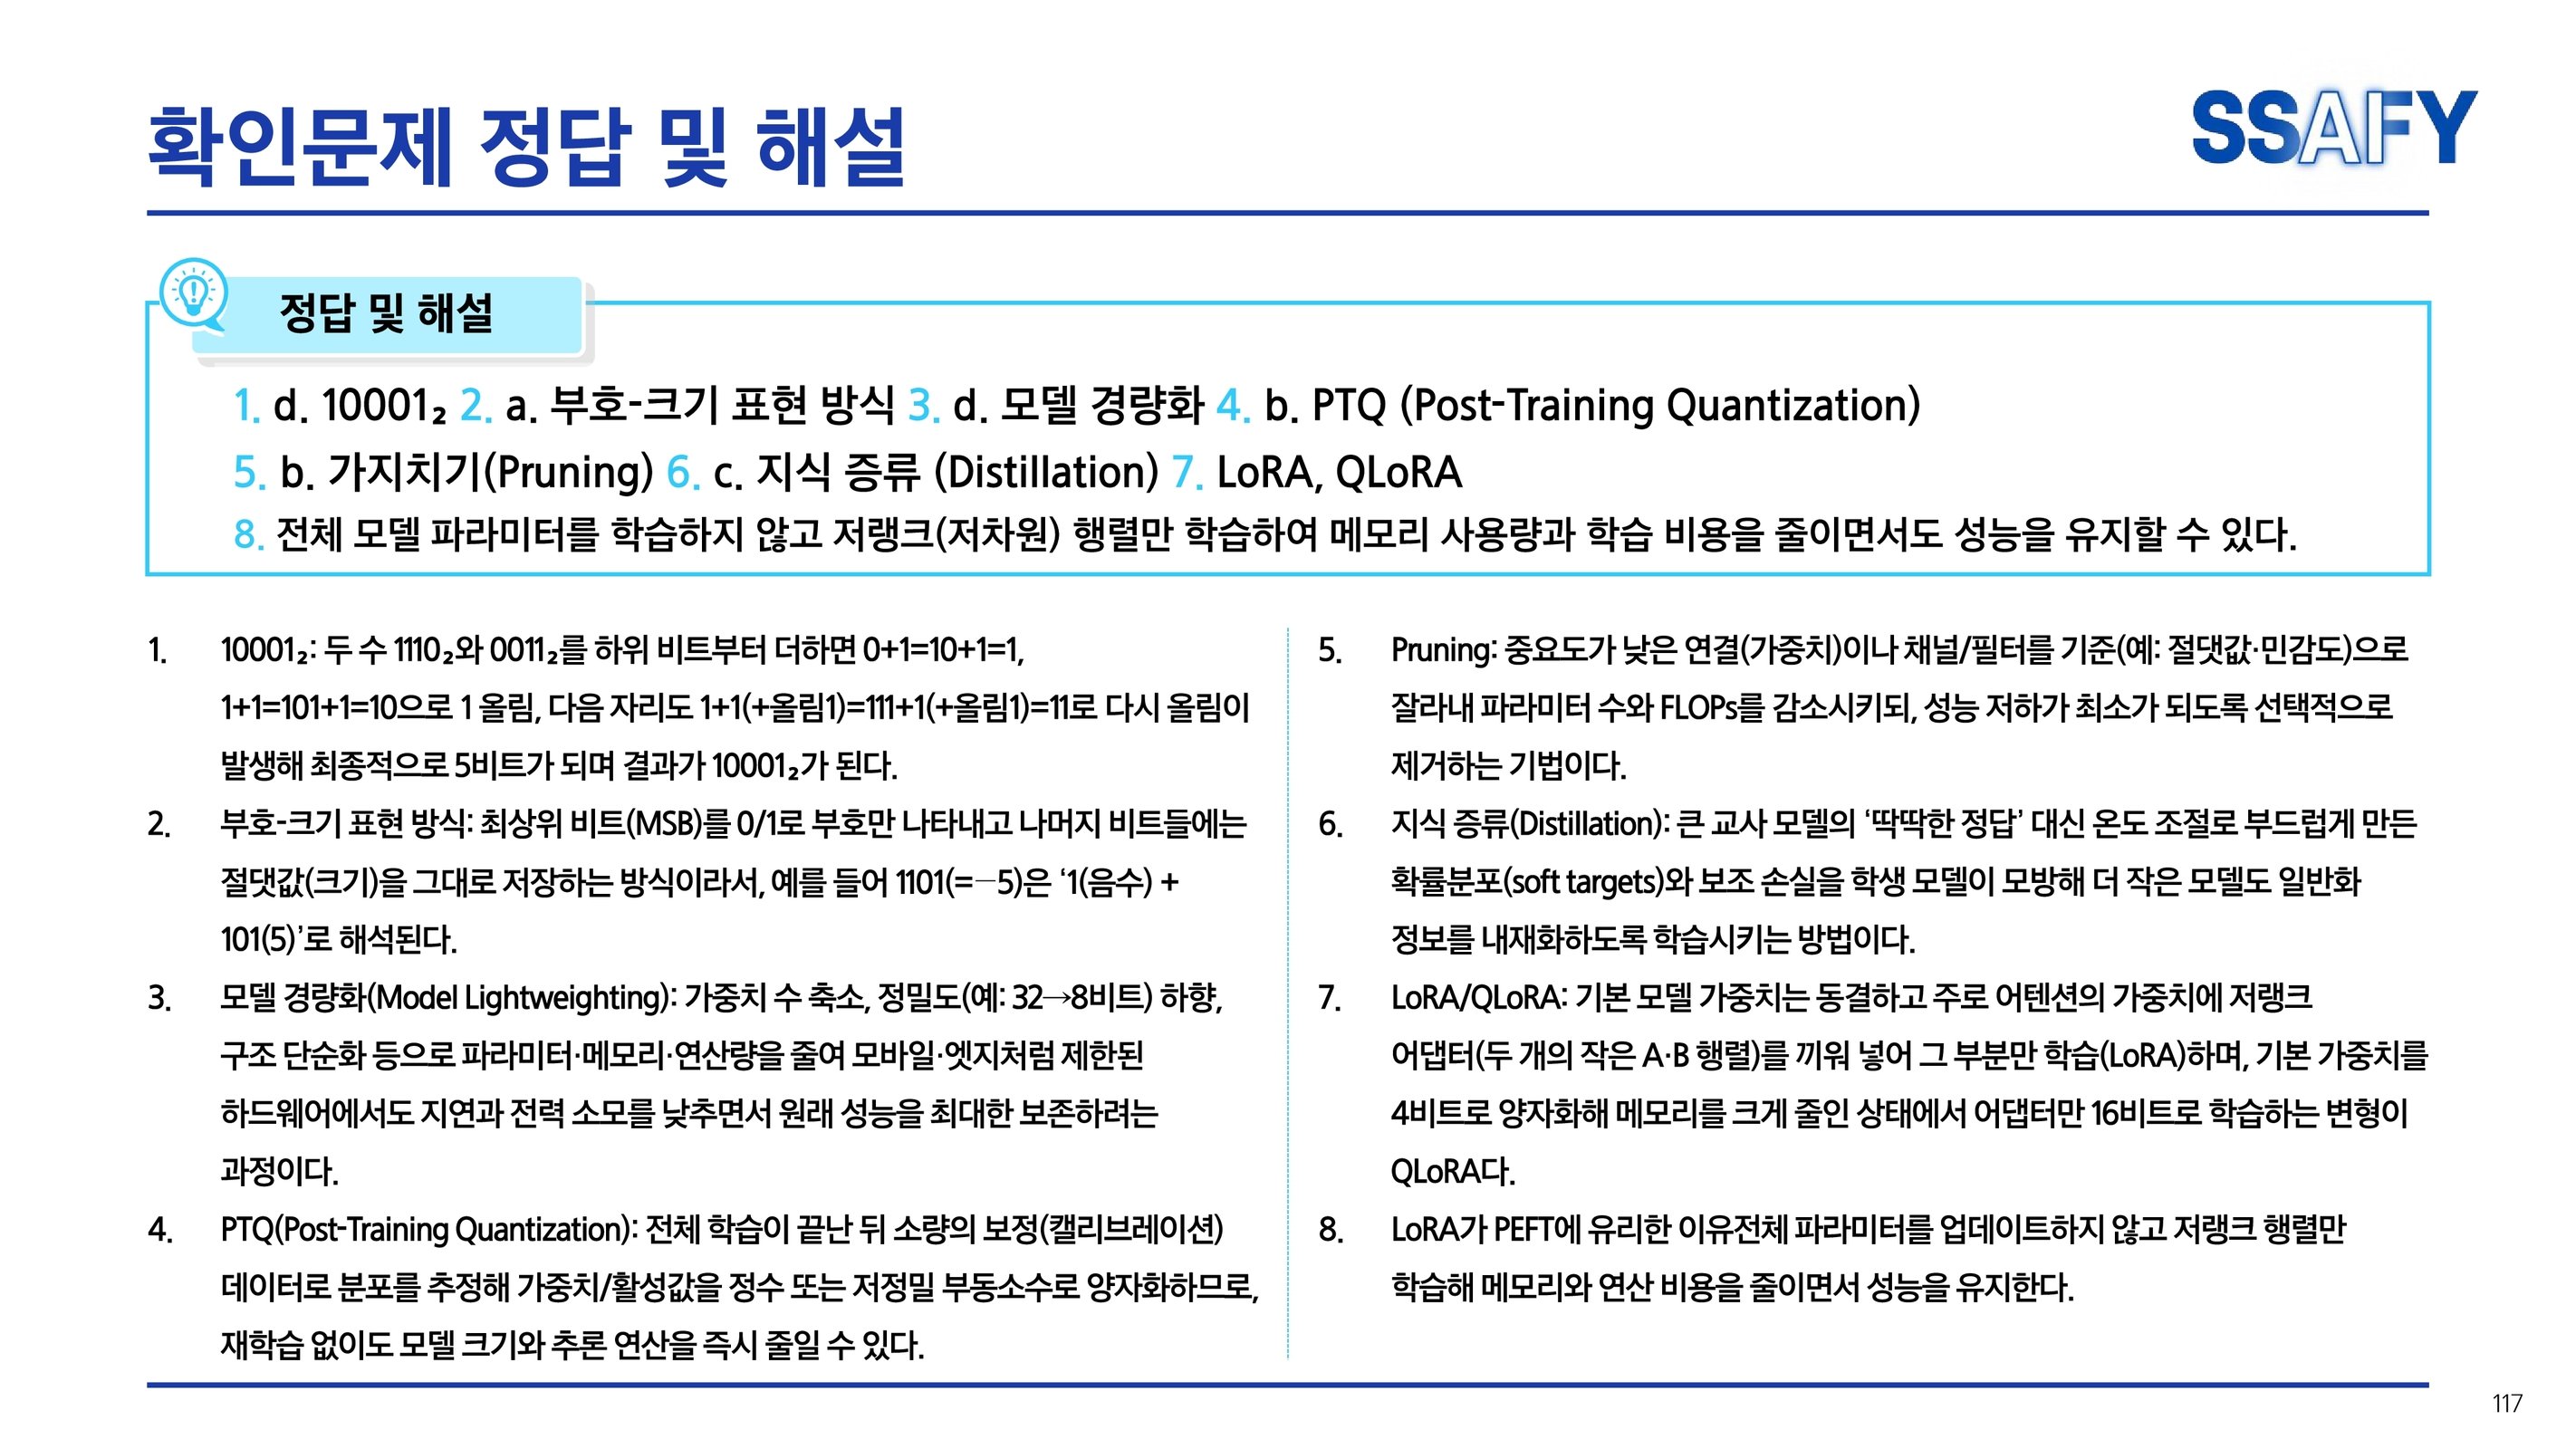 확인문제 정답 및 해설
SSAFY
정답 및 해설
1. d. 10001₂ 2. a. 부호-크기 표현 방식 3. d. 모델 경량화 4. b. PTQ (Post-Training Quantization)
5. b. 가지치기(Pruning) 6. c. 지식 증류 (Distillation) 7. LoRA, QLoRA
8. 전체 모델 파라미터를 학습하지 않고 저랭크(저차원) 행렬만 학습하여 메모리 사용량과 학습 비용을 줄이면서도 성능을 유지할 수 있다.
1. 10001₂: 두 수 1110₂와 0011₂를 하위 비트부터 더하면 0+1=10+1=1,
1+1=101+1=10으로 1 올림, 다음 자리도 1+1(+올림1)=111+1(+올림1)=11로 다시 올림이
발생해 최종적으로 5비트가 되며 결과가 10001₂가 된다.
2. 부호-크기 표현 방식: 최상위 비트(MSB)를 0/1로 부호만 나타내고 나머지 비트들에는
절댓값(크기)을 그대로 저장하는 방식이라서, 예를 들어 1101(=−5)은 ‘1(음수) +
101(5)’로 해석된다.
3. 모델 경량화(Model Lightweighting): 가중치 수 축소, 정밀도(예: 32→8비트) 하향,
구조 단순화 등으로 파라미터·메모리·연산량을 줄여 모바일·엣지처럼 제한된
하드웨어에서도 지연과 전력 소모를 낮추면서 원래 성능을 최대한 보존하려는
과정이다.
4. PTQ(Post-Training Quantization): 전체 학습이 끝난 뒤 소량의 보정(캘리브레이션)
데이터로 분포를 추정해 가중치/활성값을 정수 또는 저정밀 부동소수로 양자화하므로,
재학습 없이도 모델 크기와 추론 연산을 즉시 줄일 수 있다.
5. Pruning: 중요도가 낮은 연결(가중치)이나 채널/필터를 기준(예: 절댓값·민감도)으로
잘라내 파라미터 수와 FLOPs를 감소시키되, 성능 저하가 최소가 되도록 선택적으로
제거하는 기법이다.
6. 지식 증류(Distillation): 큰 교사 모델의 ‘딱딱한 정답’ 대신 온도 조절로 부드럽게 만든
확률분포(soft targets)와 보조 손실을 학생 모델이 모방해 더 작은 모델도 일반화
정보를 내재화하도록 학습시키는 방법이다.
7. LoRA/QLoRA: 기본 모델 가중치는 동결하고 주로 어텐션의 가중치에 저랭크
어댑터(두 개의 작은 A·B 행렬)를 끼워 넣어 그 부분만 학습(LoRA)하며, 기본 가중치를
4비트로 양자화해 메모리를 크게 줄인 상태에서 어댑터만 16비트로 학습하는 변형이
QLoRA다.
8. LoRA가 PEFT에 유리한 이유전체 파라미터를 업데이트하지 않고 저랭크 행렬만
학습해 메모리와 연산 비용을 줄이면서 성능을 유지한다.
117